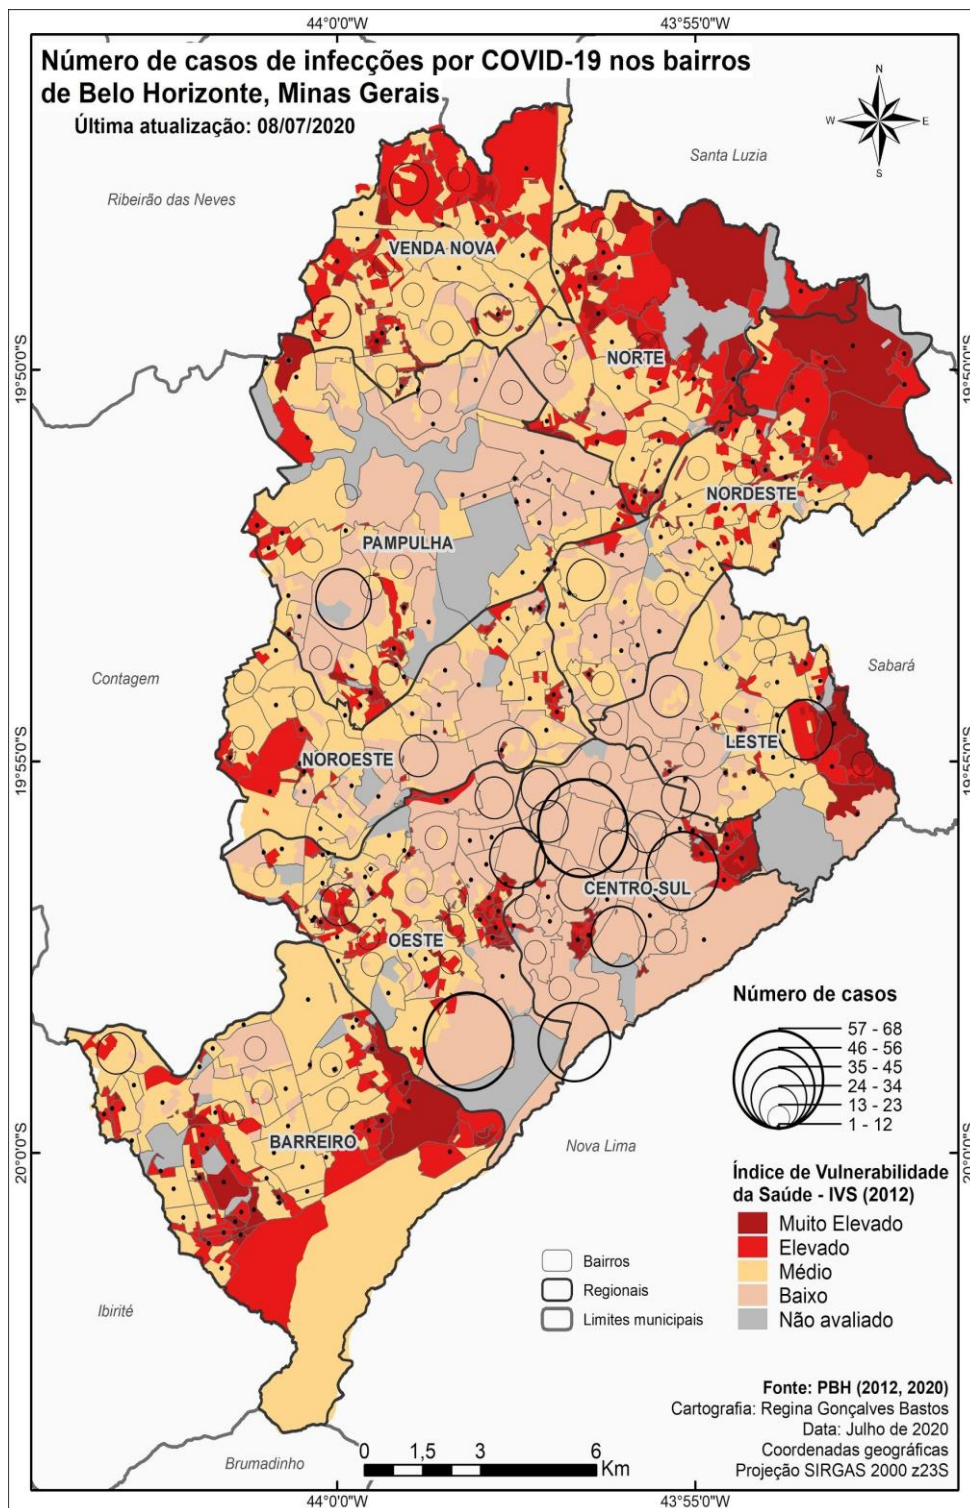 44°0'0"W
43°55'0"W
Número de casos de infecções por COVID-19 nos bairros
de Belo Horizonte, Minas Gerais
Última atualização: 08/07/2020
N
W
E
S
Santa Luzia
Ribeirão das Neves
VENDA NOVA
NORTE
19°50'0"S
19°50'0"S
NORDESTE
PAMPULHA
Contagem
Sabará
LESTE
NOROESTE
19°55'0"S
19°55'0"S
CENTRO-SUL
OESTE
Número de casos
57 - 68
46 - 56
35 - 45
24 - 34
13 - 23
1 - 12
BARREIRO
Nova Lima
20°0'0"S
20°0'0"S
Índice de Vulnerabilidade
da Saúde - IVS (2012)
Muito Elevado
Elevado
Médio
Baixo
Não avaliado
Bairros
Regionais
Limites municipais
Ibirité
Fonte: PBH (2012, 2020)
Cartografia: Regina Gonçalves Bastos
Data: Julho de 2020
Coordenadas geográficas
Projeção SIRGAS 2000 z23S
Brumadinho
0 1,5 3 6
Km
44°0'0"W
43°55'0"W